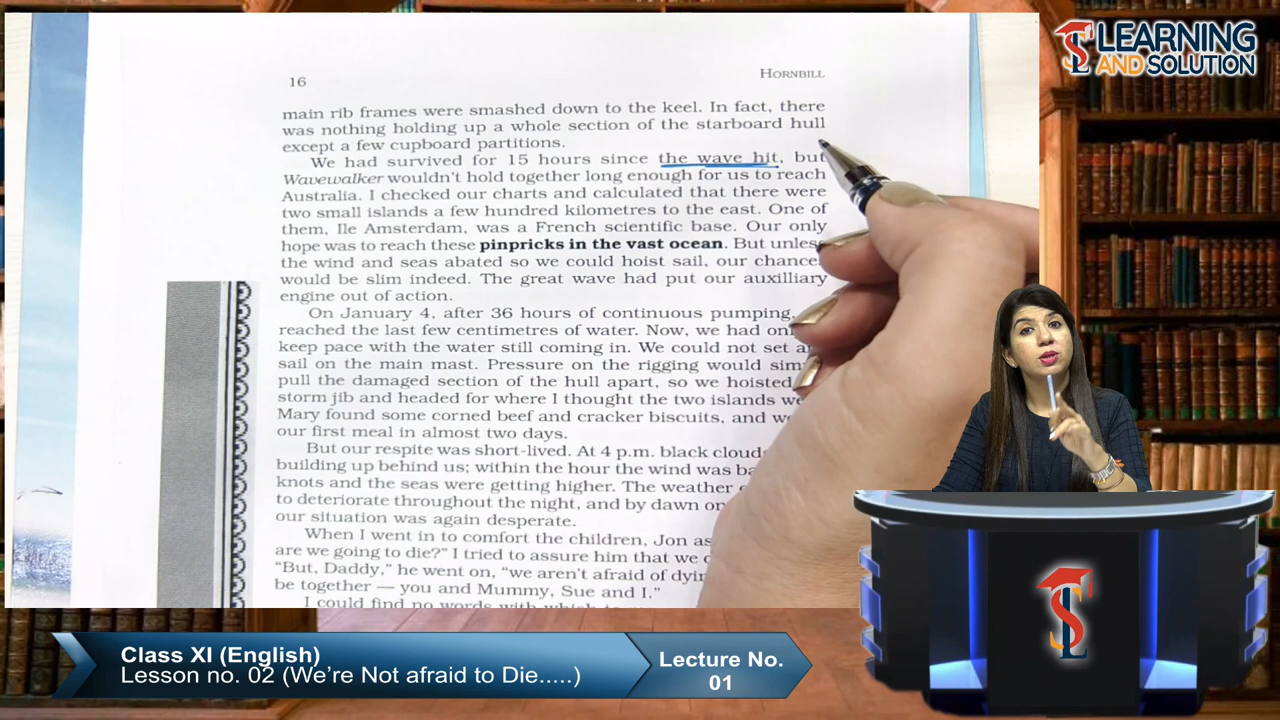 16
HORNBILL
LEARNING
AND SOLUTION
main rib frames were smashed down to the keel. In fact, there
was nothing holding up a whole section of the starboard hull
except a few cupboard partitions.
We had survived for 15 hours since the wave hit, but
Wavewalker wouldn't hold together long enough for us to reach
Australia. I checked our charts and calculated that there were
two small islands a few hundred kilometres to the east. One of
them, Ile Amsterdam, was a French scientific base. Our only
hope was to reach these pinpricks in the vast ocean. But unless
the wind and seas abated so we could hoist sail, our chance
would be slim indeed. The great wave had put our auxilliary
engine out of action.
On January 4, after 36 hours of continuous pumping,
reached the last few centimetres of water. Now, we had
keep pace with the water still coming in. We could not set
sail on the main mast. Pressure on the rigging would
pull the damaged section of the hull apart, so we hoisted
storm jib and headed for where I thought the two islands
Mary found some corned beef and cracker biscuits, and
our first meal in almost two days.
But our respite was short-lived. At 4 p.m. black clouds
building up behind us; within the hour the wind was
knots and the seas were getting higher. The weather
to deteriorate throughout the night, and by dawn
our situation was again desperate.
When I went in to comfort the children, Jon
are we going to die?" I tried to assure him that we
"But, Daddy," he went on, "we aren't afraid of
be together — you and Mummy, Sue and I."
I could find no words with which to
Class XI (English)
Lesson no. 02 (We're Not afraid to Die.....)
Lecture No.
01